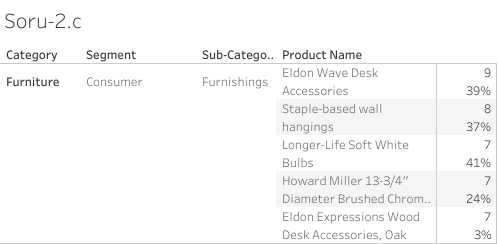 Soru-2.c
Category Segment Sub-Catego.. Product Name
Furniture Consumer Furnishings Eldon Wave Desk 9
Accessories 39%
Staple-based wall 8
hangings 37%
Longer-Life Soft White 7
Bulbs 41%
Howard Miller 13-3/4" 7
Diameter Brushed Chrom.. 24%
Eldon Expressions Wood 7
Desk Accessories, Oak 3%